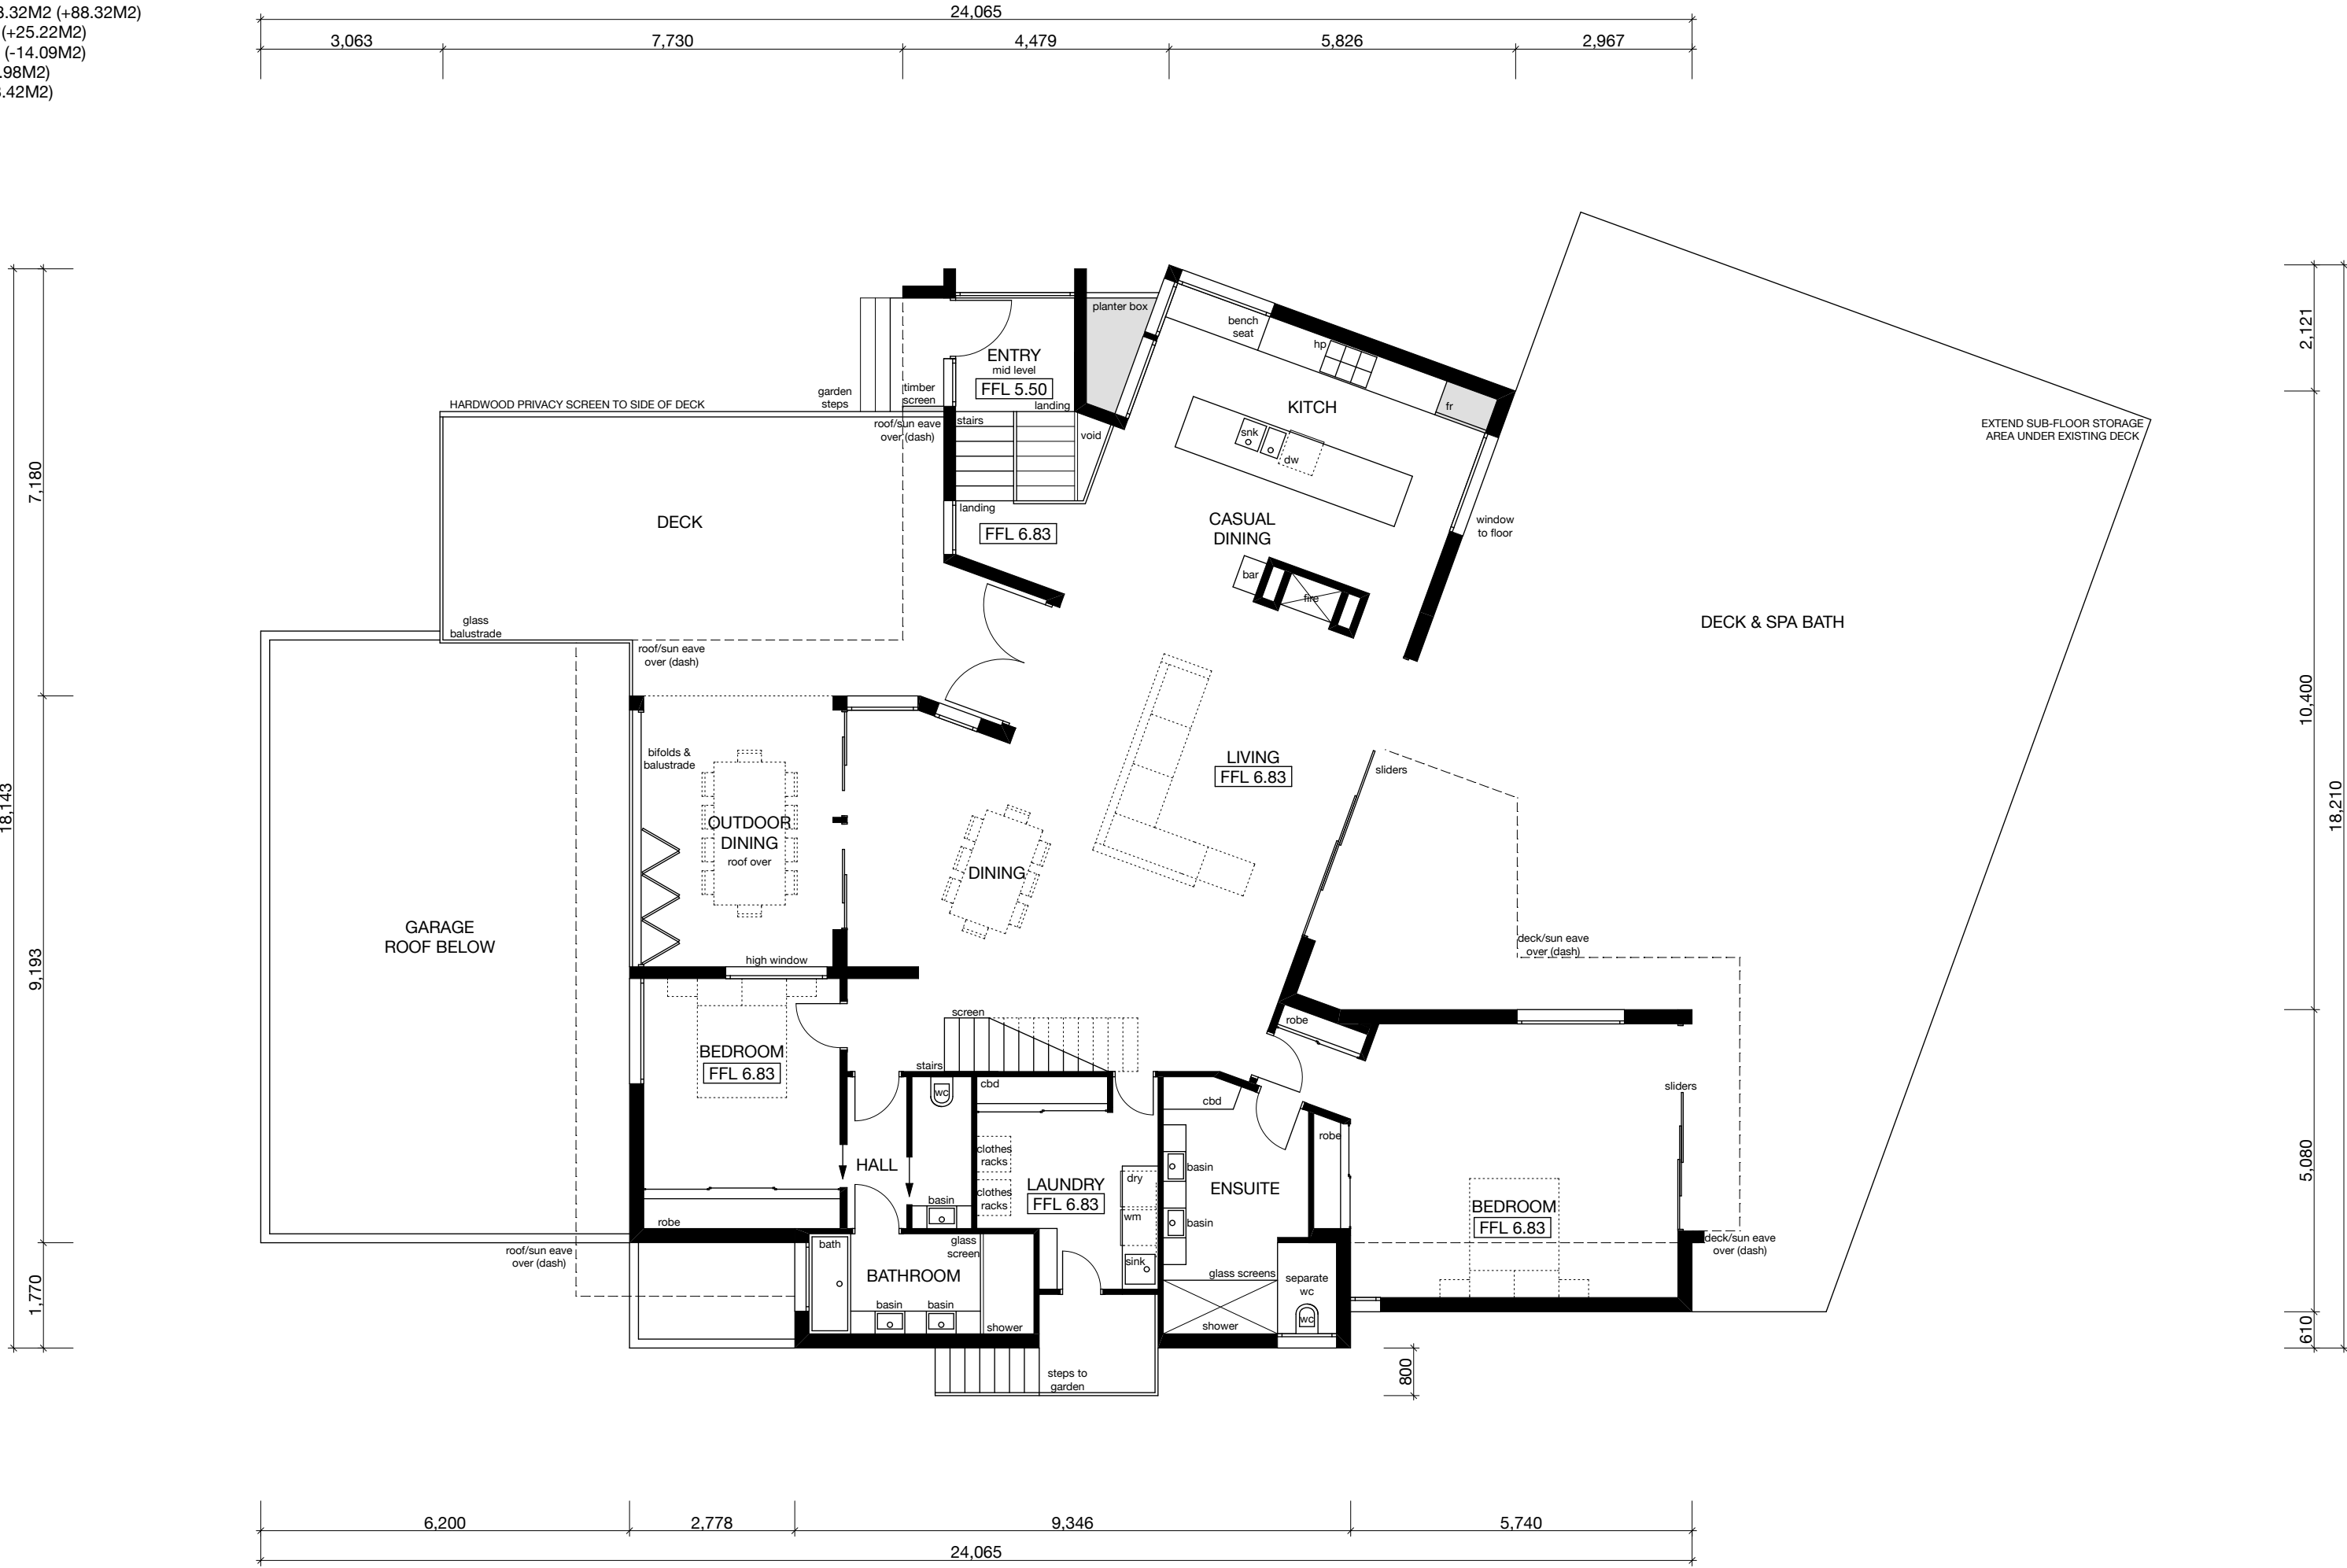 3.32M2 (+88.32M2)
(+25.22M2)
(-14.09M2)
.98M2)
.42M2)
24,065
3,063
7,730
4,479
5,826
2,967
planter box
bench
seat
hp
ENTRY
mid level
FFL 5.50
garden
steps
timber
screen
landing
HARDWOOD PRIVACY SCREEN TO SIDE OF DECK
roof/sun eave
over (dash)
stairs
void
KITCH
fr
snk
dw
EXTEND SUB-FLOOR STORAGE
AREA UNDER EXISTING DECK
2,121
7,180
DECK
landing
FFL 6.83
CASUAL
DINING
window
to floor
bar
fire
glass
balustrade
DECK & SPA BATH
roof/sun eave
over (dash)
10,400
18,143
18,210
bifolds &
balustrade
LIVING
FFL 6.83
sliders
OUTDOOR
DINING
roof over
DINING
GARAGE
ROOF BELOW
9,193
high window
deck/sun eave
over (dash)
screen
robe
BEDROOM
FFL 6.83
stairs
wc
cbd
cbd
sliders
clothes
racks
clothes
racks
HALL
LAUNDRY
FFL 6.83
dry
wm
sink
basin
basin
ENSUITE
robe
5,080
BEDROOM
FFL 6.83
robe
basin
roof/sun eave
over (dash)
bath
glass
screen
BATHROOM
basin
basin
shower
glass screens
shower
separate
wc
wc
deck/sun eave
over (dash)
1,770
610
steps to
garden
800
6,200
2,778
9,346
5,740
24,065